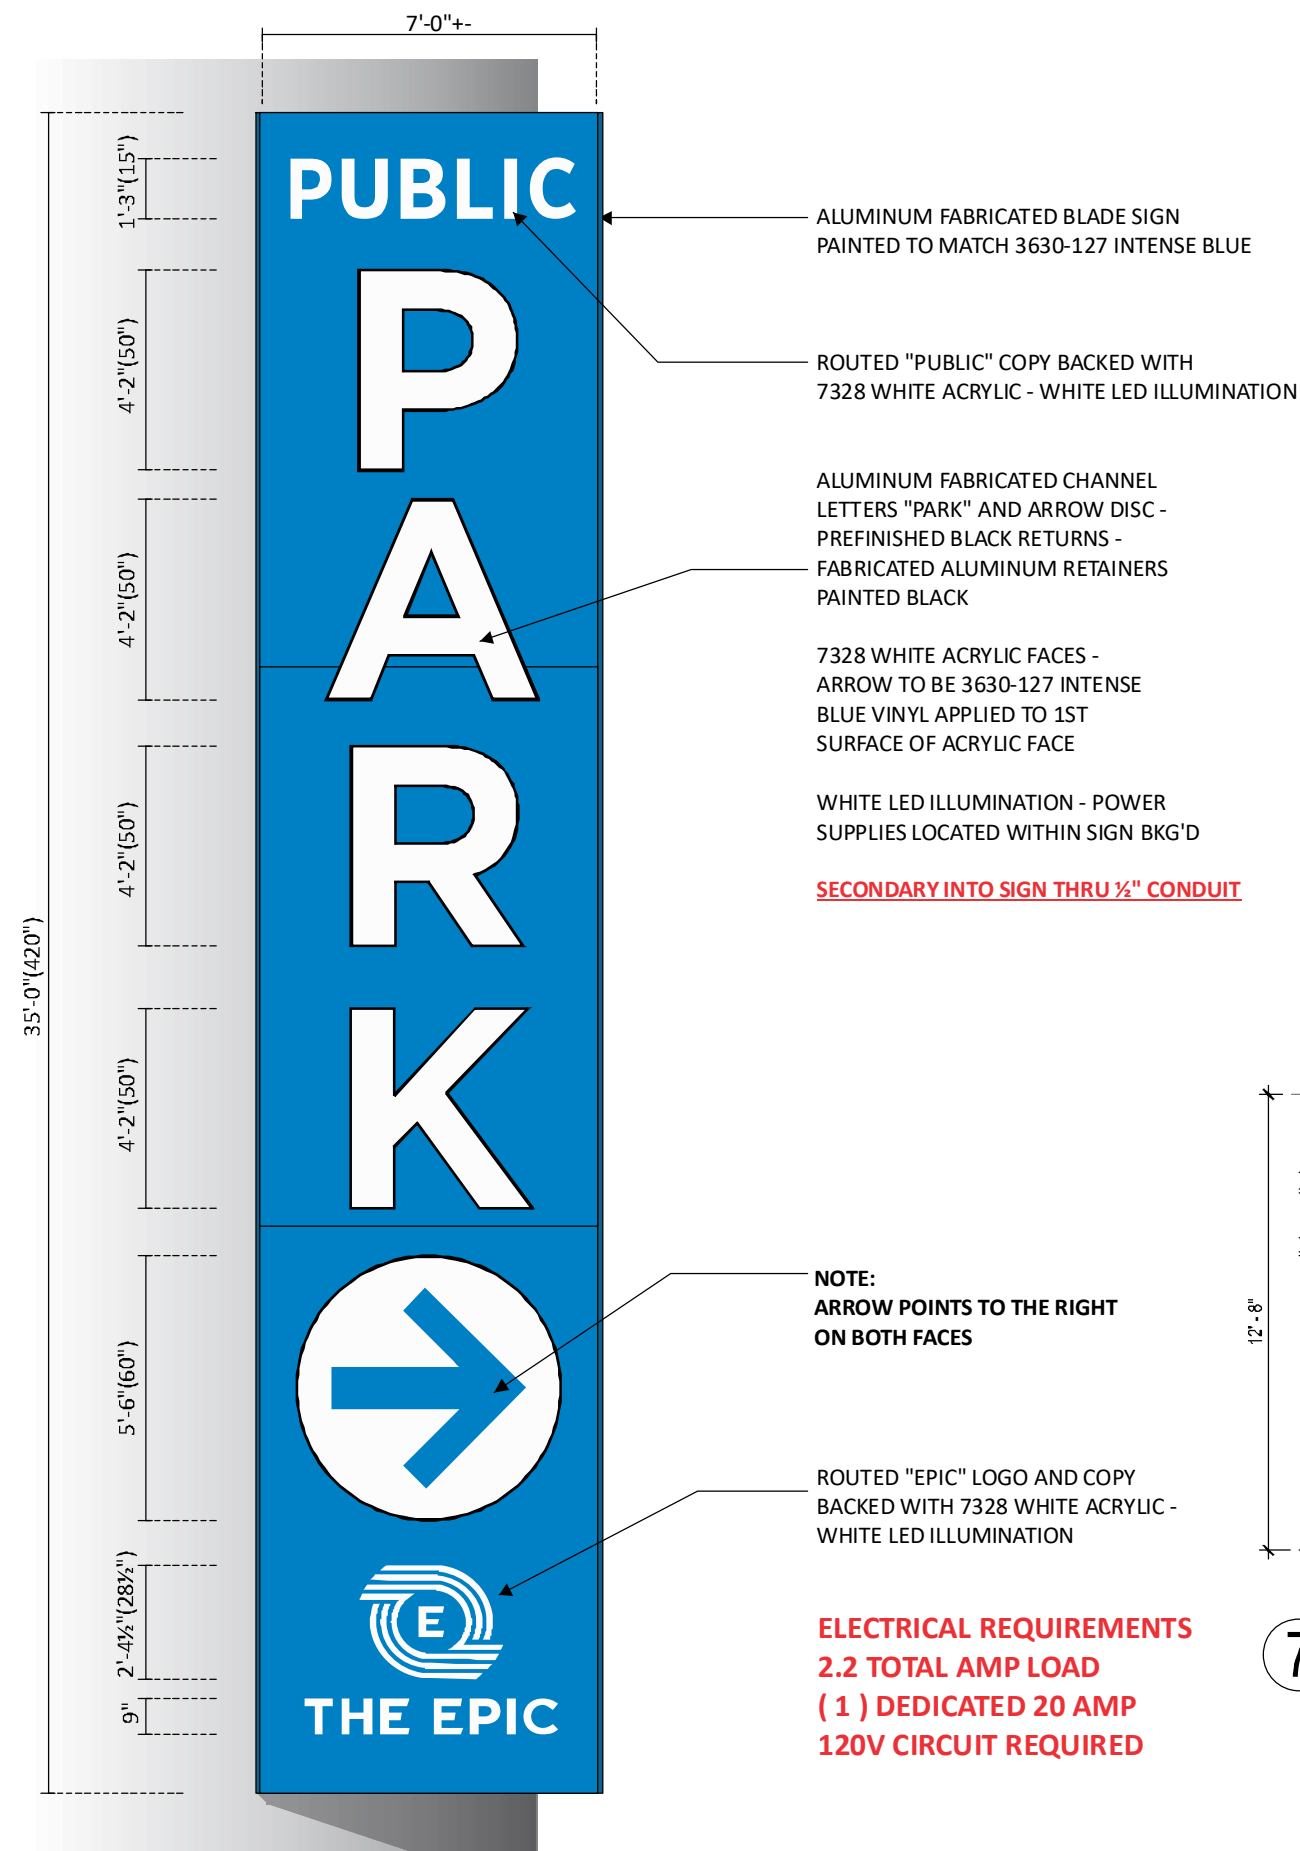 7'-0"+-
1'-3"(15")
4'-2"(50")
4'-2"(50")
4'-2"(50")
4'-2"(50")
5'-6"(60")
2'-4½"(28½")
9"
35'-0"(420")
PUBLIC
P
A
R
K
E
THE EPIC
ALUMINUM FABRICATED BLADE SIGN
PAINTED TO MATCH 3630-127 INTENSE BLUE
ROUTED "PUBLIC" COPY BACKED WITH
7328 WHITE ACRYLIC - WHITE LED ILLUMINATION
ALUMINUM FABRICATED CHANNEL
LETTERS "PARK" AND ARROW DISC -
PREFINISHED BLACK RETURNS -
FABRICATED ALUMINUM RETAINERS
PAINTED BLACK
7328 WHITE ACRYLIC FACES -
ARROW TO BE 3630-127 INTENSE
BLUE VINYL APPLIED TO 1ST
SURFACE OF ACRYLIC FACE
WHITE LED ILLUMINATION - POWER
SUPPLIES LOCATED WITHIN SIGN BKG'D
SECONDARY INTO SIGN THRU ½" CONDUIT
NOTE:
ARROW POINTS TO THE RIGHT
ON BOTH FACES
ROUTED "EPIC" LOGO AND COPY
BACKED WITH 7328 WHITE ACRYLIC -
WHITE LED ILLUMINATION
ELECTRICAL REQUIREMENTS
2.2 TOTAL AMP LOAD
( 1 ) DEDICATED 20 AMP
120V CIRCUIT REQUIRED
12' - 8"